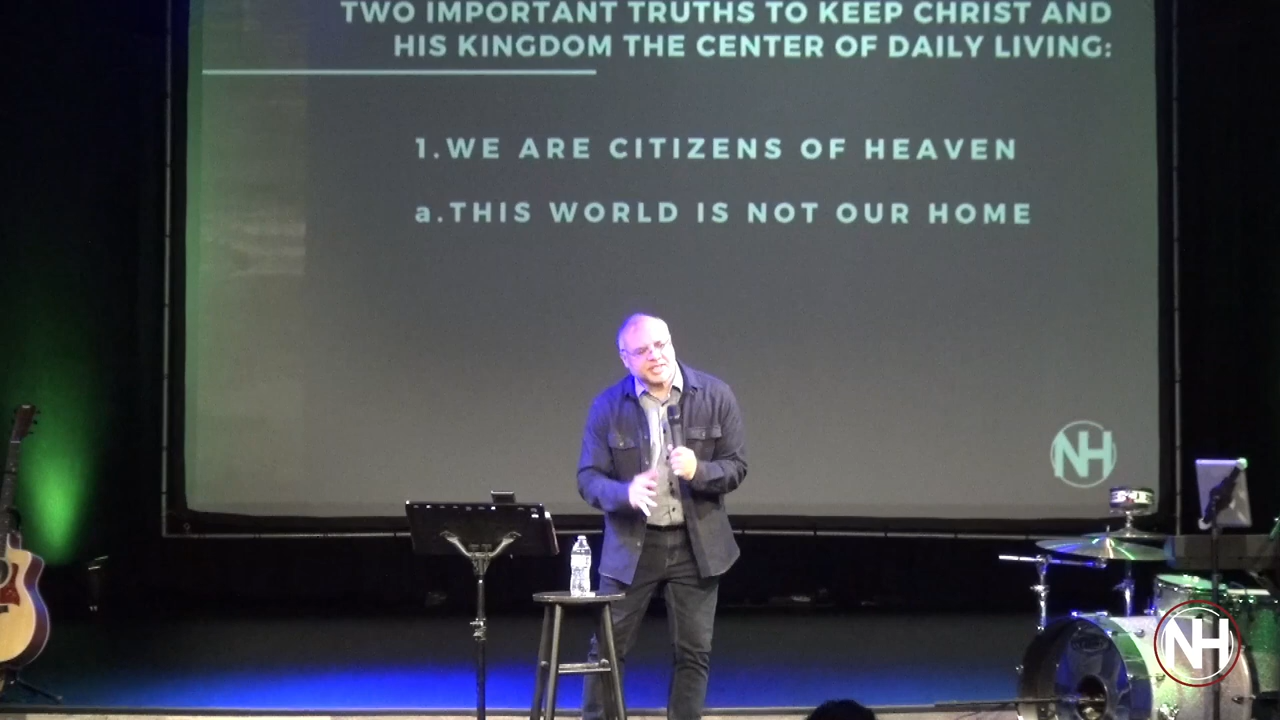 TWO IMPORTANT TRUTHS TO KEEP CHRIST AND
HIS KINGDOM THE CENTER OF DAILY LIVING:
1.WE ARE CITIZENS OF HEAVEN
a.THIS WORLD IS NOT OUR HOME
NH
NH